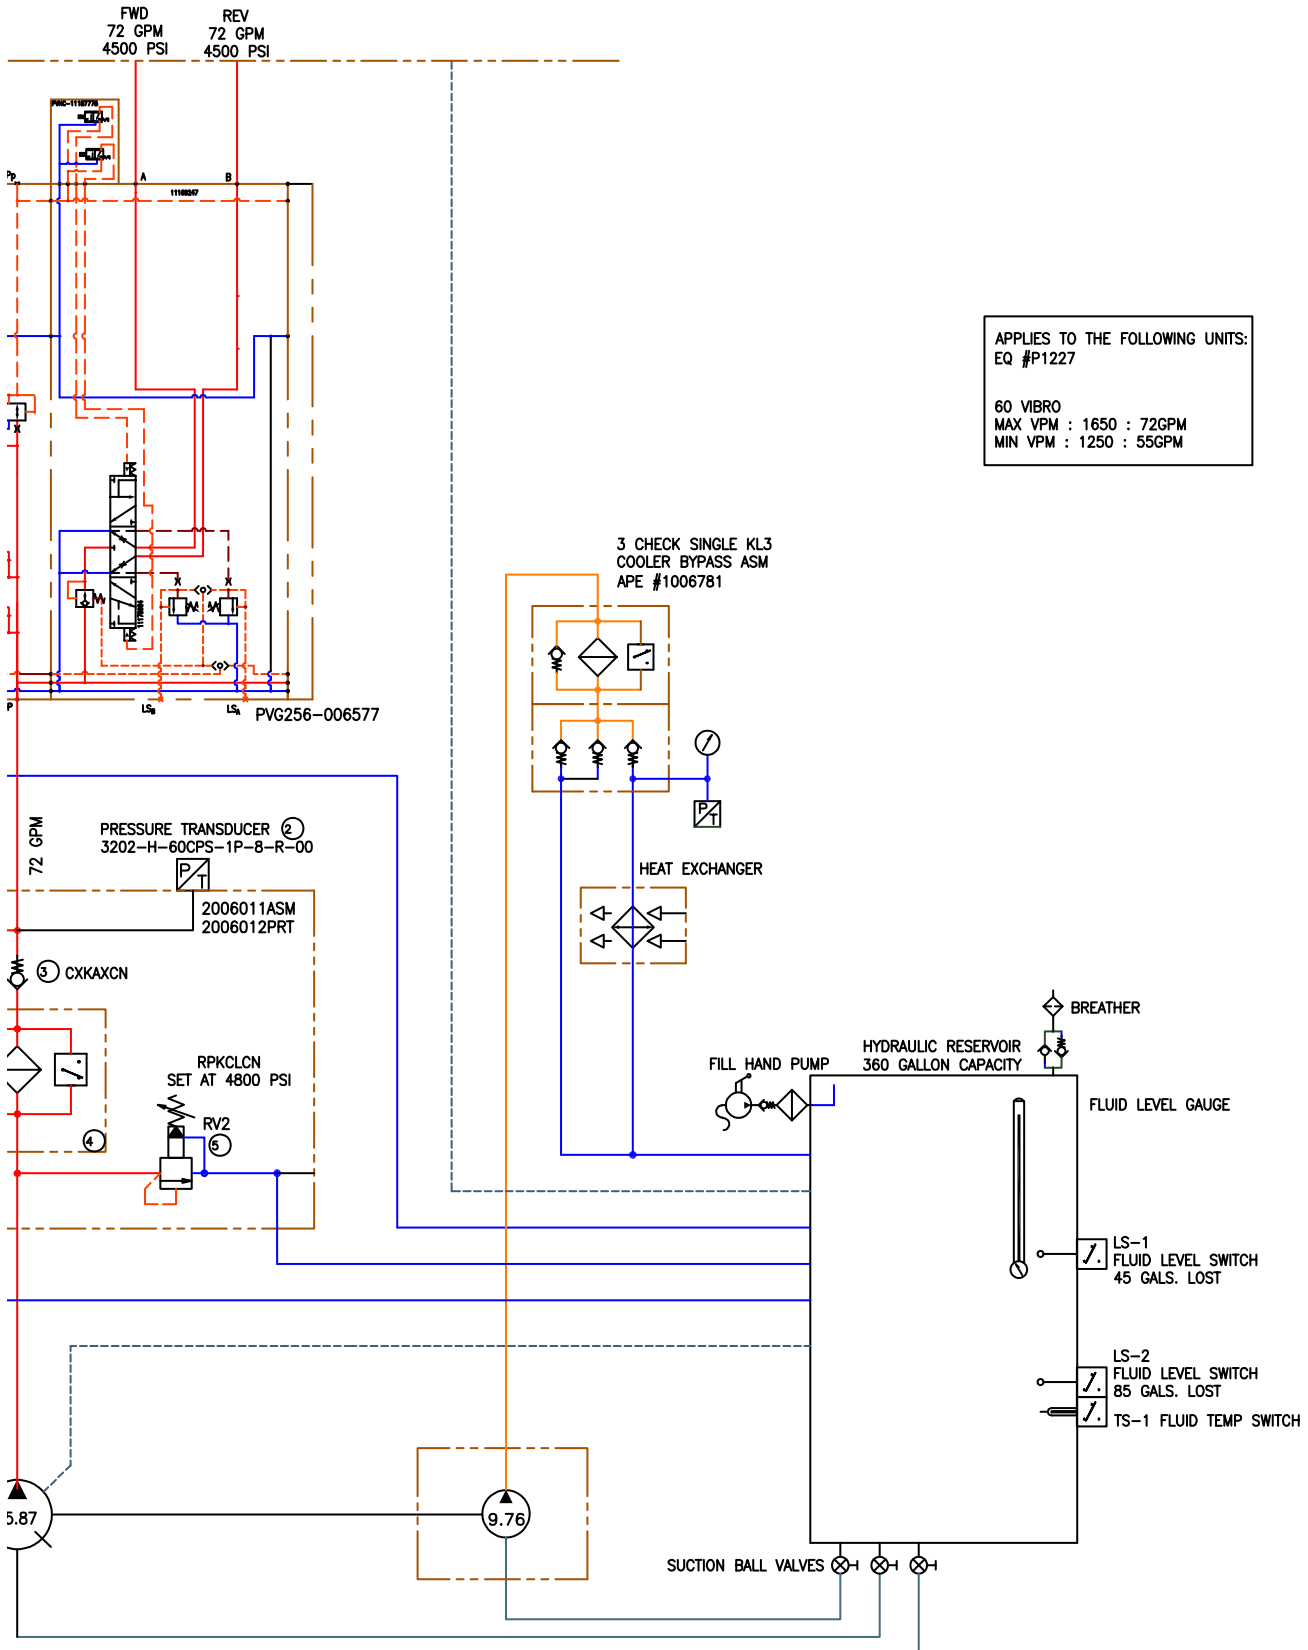 FWD
72 GPM
4500 PSI
REV
72 GPM
4500 PSI
PVHC-11187778
A
B
11169247
APPLIES TO THE FOLLOWING UNITS:
EQ #P1227
60 VIBRO
MAX VPM : 1650 : 72GPM
MIN VPM : 1250 : 55GPM
3 CHECK SINGLE KL3
COOLER BYPASS ASM
APE #1006781
P
LSB
LSA
PVG256-006577
72 GPM
PRESSURE TRANSDUCER 2
3202-H-60CPS-1P-8-R-00
P
T
P
T
2006011ASM
2006012PRT
HEAT EXCHANGER
3 CXKAXCN
BREATHER
HYDRAULIC RESERVOIR
360 GALLON CAPACITY
FILL HAND PUMP
RPKCLCN
SET AT 4800 PSI
FLUID LEVEL GAUGE
RV2
5
4
LS-1
FLUID LEVEL SWITCH
45 GALS. LOST
LS-2
FLUID LEVEL SWITCH
85 GALS. LOST
TS-1 FLUID TEMP SWITCH
5.87
9.76
SUCTION BALL VALVES